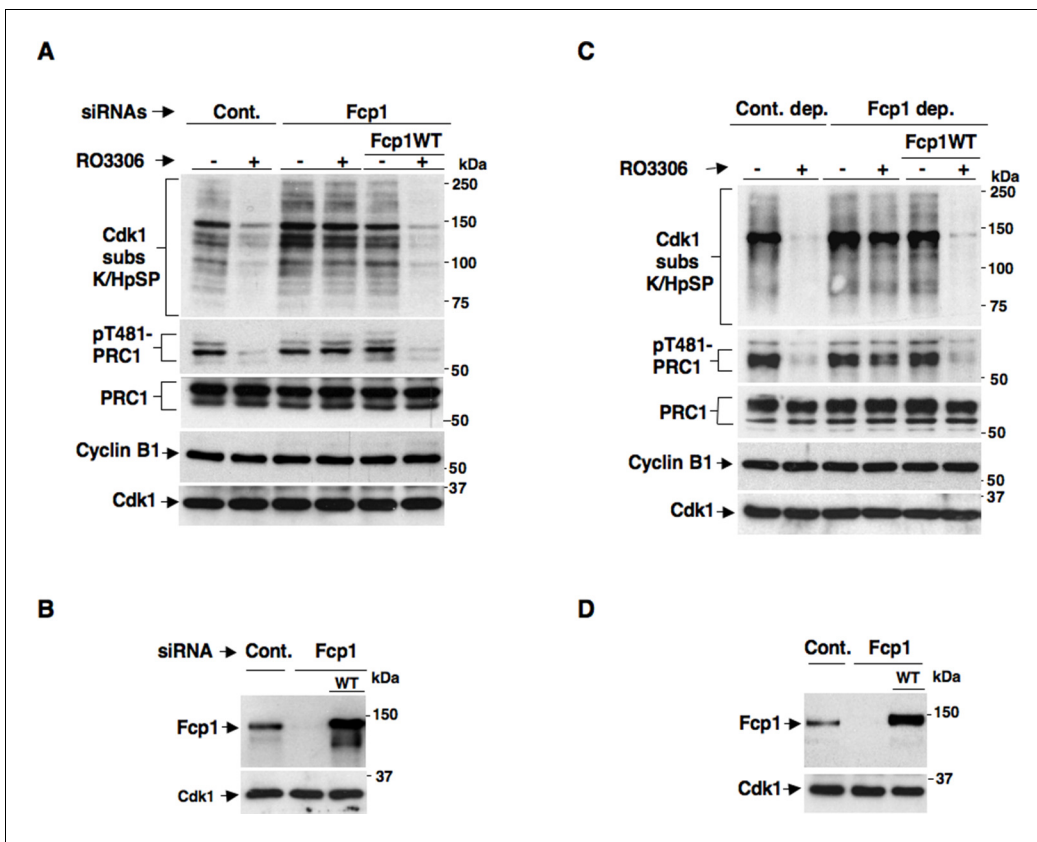 A
siRNAs Cont. Fcp1
Fcp1WT
RO3306 - + - + - + kDa
250
Cdk1
subs
K/HpSP
150
100
75
pT481-
PRC1
50
PRC1
50
Cyclin B1
50
37
Cdk1
B
siRNA Cont. Fcp1
WT kDa
Fcp1
150
37
Cdk1
C
Cont. dep. Fcp1 dep.
Fcp1WT
RO3306 - + - + - + kDa
250
Cdk1
subs
K/HpSP
150
100
75
pT481-
PRC1
50
PRC1
50
Cyclin B1
50
37
Cdk1
D
Cont. Fcp1
WT kDa
Fcp1
150
37
Cdk1